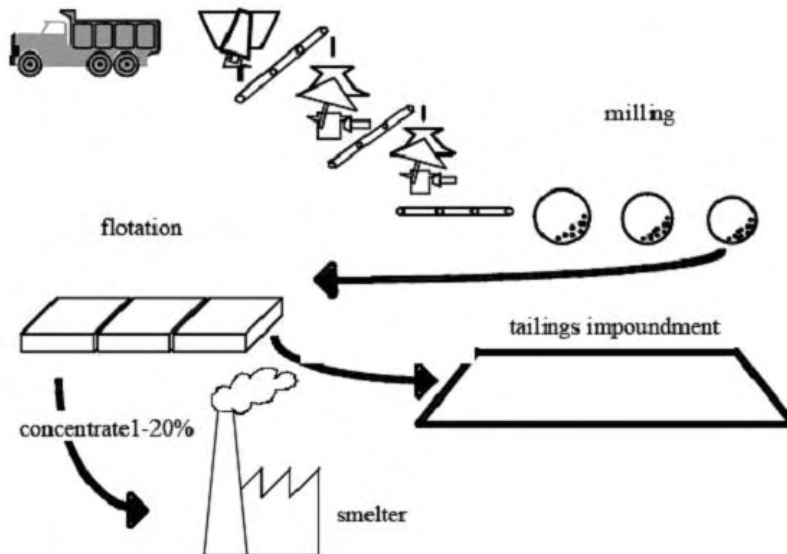 milling
flotation
tailings impoundment
concentrate1-20%
smelter